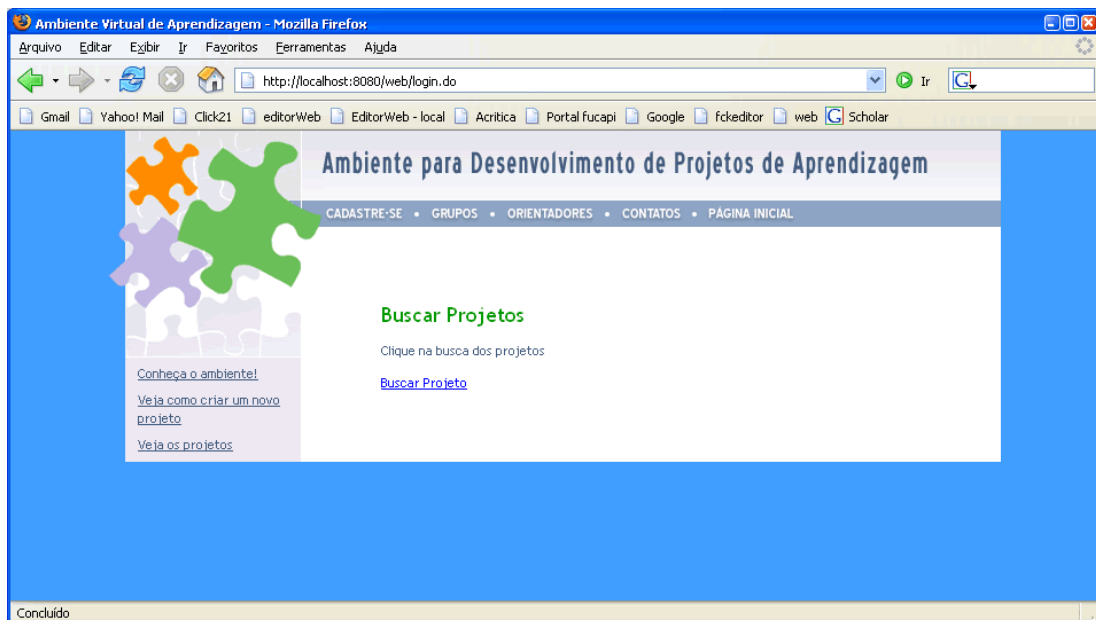 Ambiente Virtual de Aprendizagem - Mozilla Firefox
Arquivo Editar Exibir Ir Favoritos Ferramentas Ajuda
http://localhost:8080/web/login.do Ir G
Gmail Yahoo! Mail Click21 editorWeb EditorWeb - local Acritica Portal fucapi Google fckeditor web G Scholar
Ambiente para Desenvolvimento de Projetos de Aprendizagem
CADASTRE-SE • GRUPOS • ORIENTADORES • CONTATOS • PÁGINA INICIAL
Buscar Projetos
Clique na busca dos projetos
Buscar Projeto
Conheça o ambiente!
Veja como criar um novo
projeto
Veja os projetos
Concluído